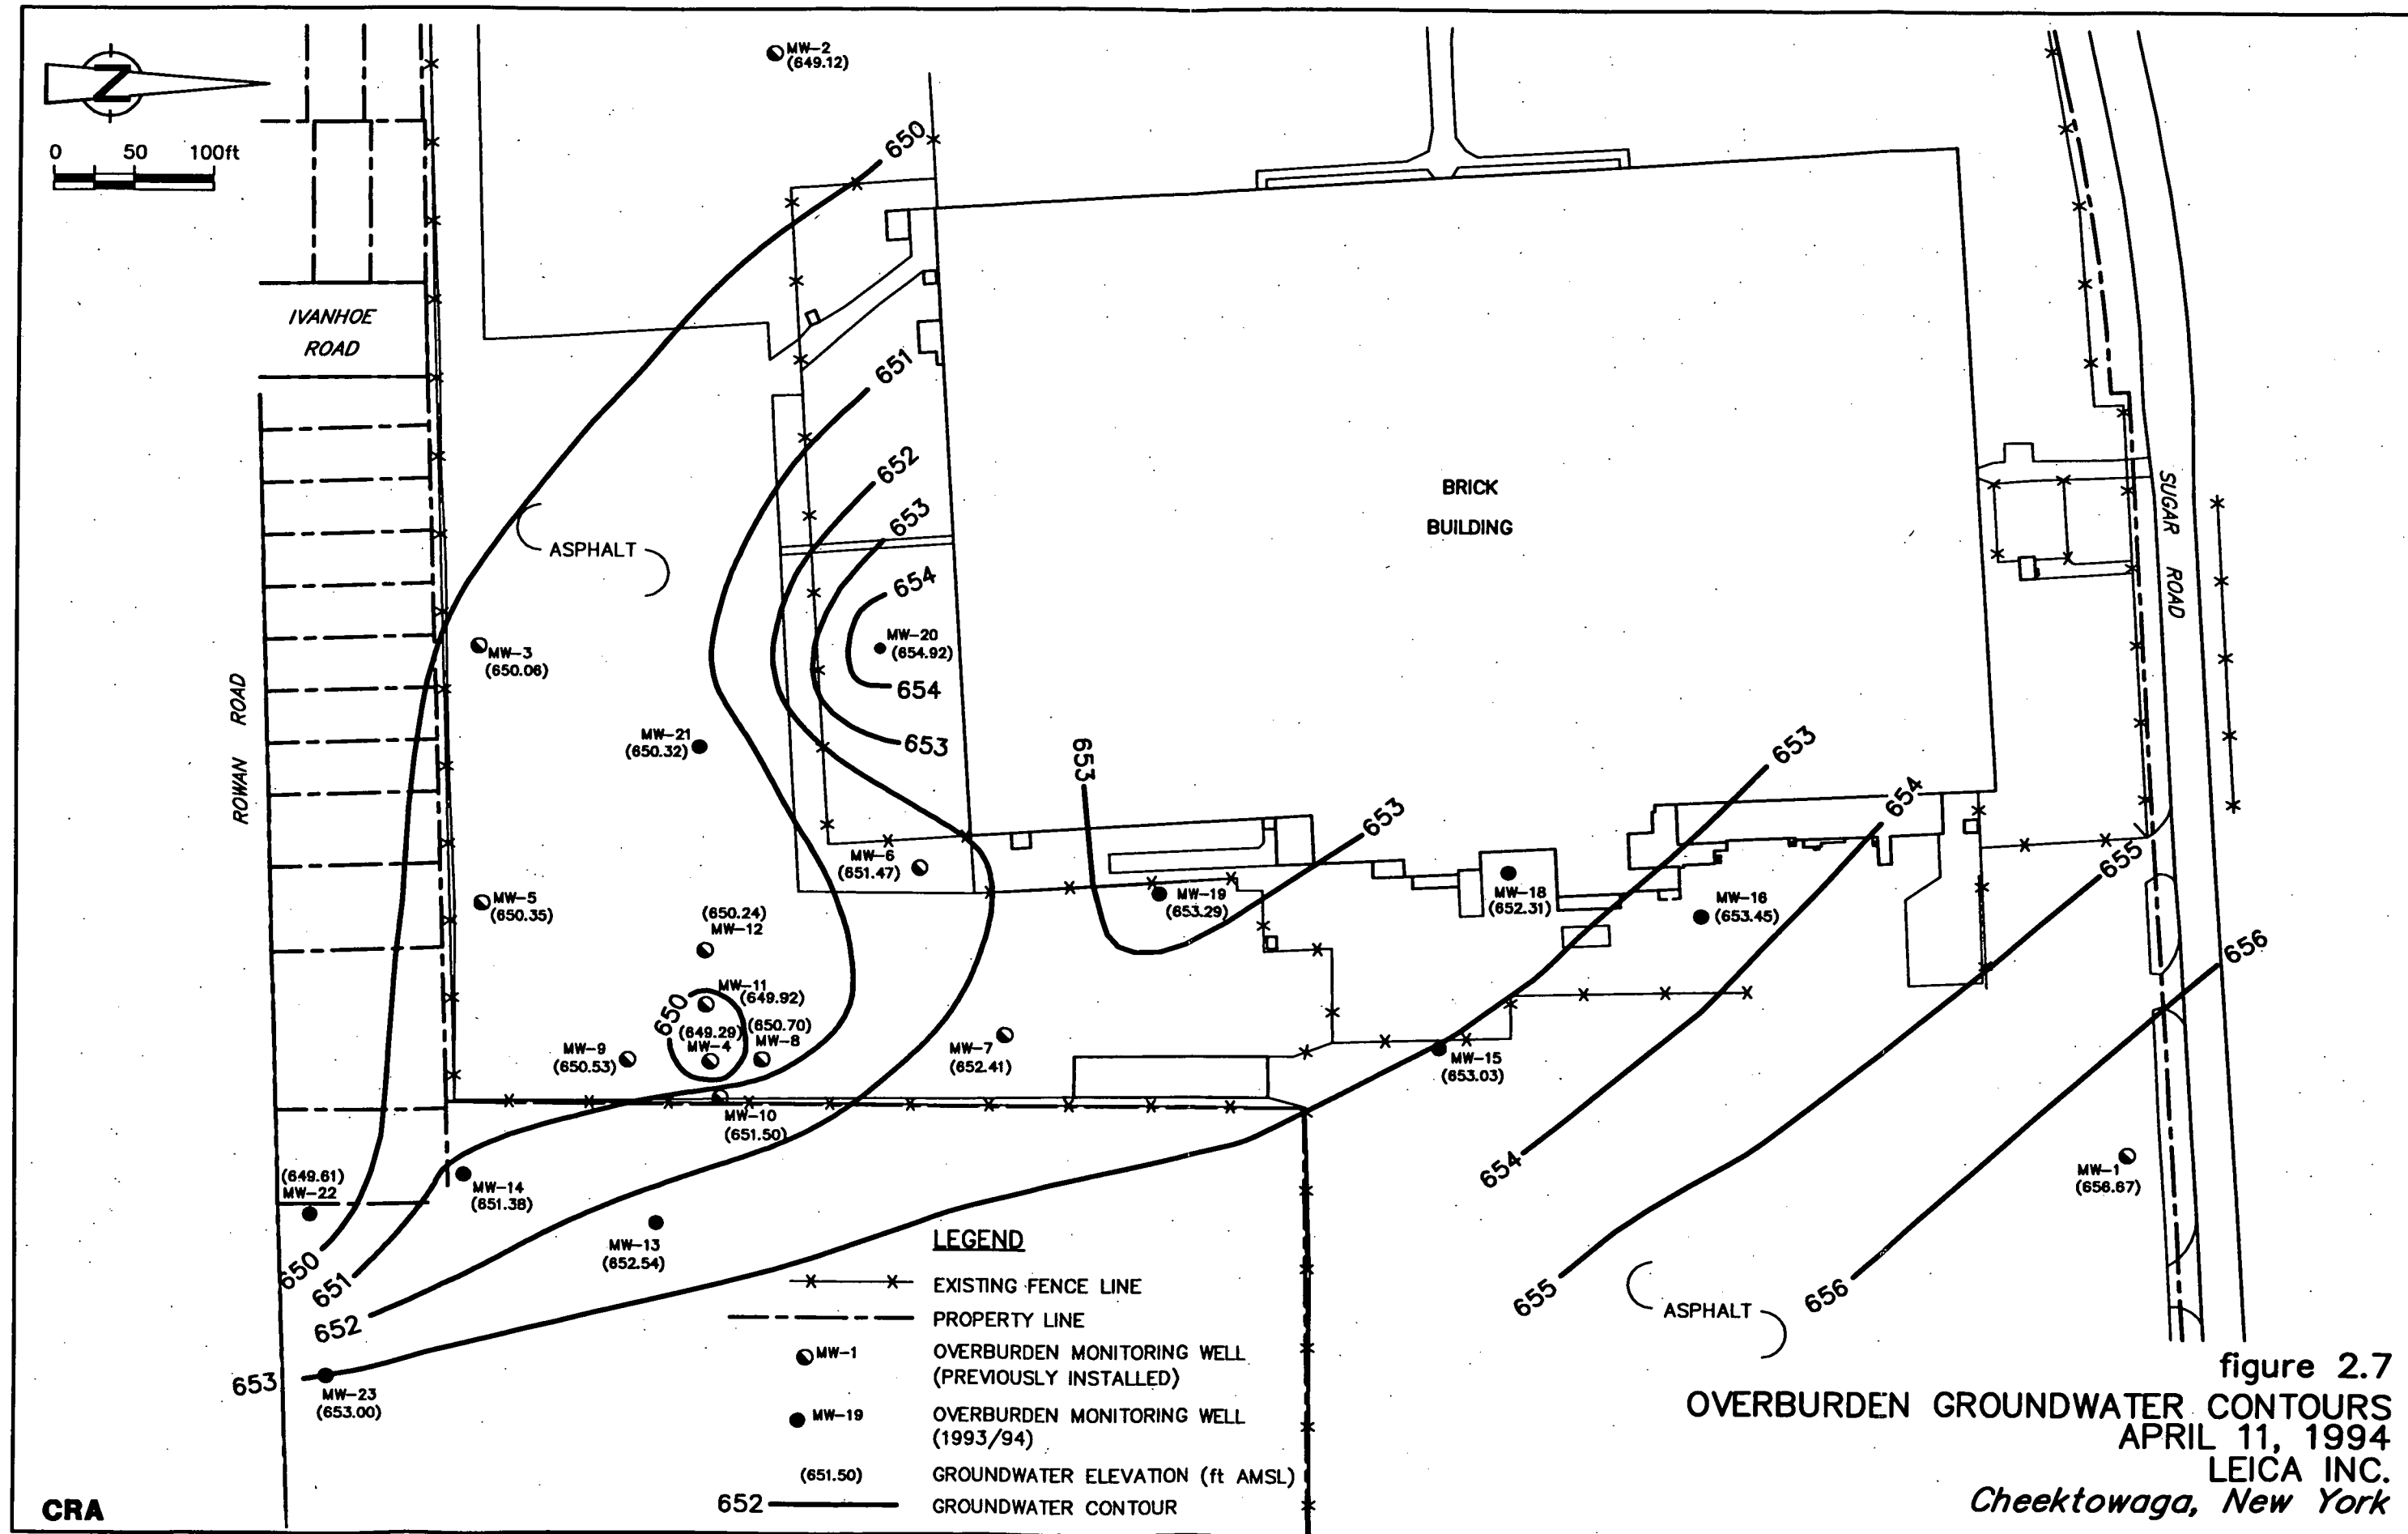 MW-2
(649.12)
N
0 50 100ft
650
IVANHOE
ROAD
651
652
653
ASPHALT
654
BRICK
BUILDING
SUGAR ROAD
MW-20
(654.92)
654
653
MW-3
(650.06)
ROWAN ROAD
MW-21
(650.32)
653
653
653
654
655
656
MW-6
(651.47)
MW-19
(653.29)
MW-18
(652.31)
MW-16
(653.45)
MW-5
(650.35)
(650.24)
MW-12
MW-11
(649.92)
650
(649.29)
MW-4
(650.70)
MW-8
MW-9
(650.53)
MW-7
(652.41)
MW-15
(653.03)
MW-10
(651.50)
654
MW-1
(656.67)
(649.61)
MW-22
MW-14
(651.38)
MW-13
(652.54)
650
651
652
653
MW-23
(653.00)
655
656
ASPHALT
LEGEND
EXISTING FENCE LINE
PROPERTY LINE
MW-1 OVERBURDEN MONITORING WELL
(PREVIOUSLY INSTALLED)
MW-19 OVERBURDEN MONITORING WELL
(1993/94)
(651.50) GROUNDWATER ELEVATION (ft AMSL)
652 GROUNDWATER CONTOUR
figure 2.7
OVERBURDEN GROUNDWATER CONTOURS
APRIL 11, 1994
LEICA INC.
Cheektowaga, New York
CRA